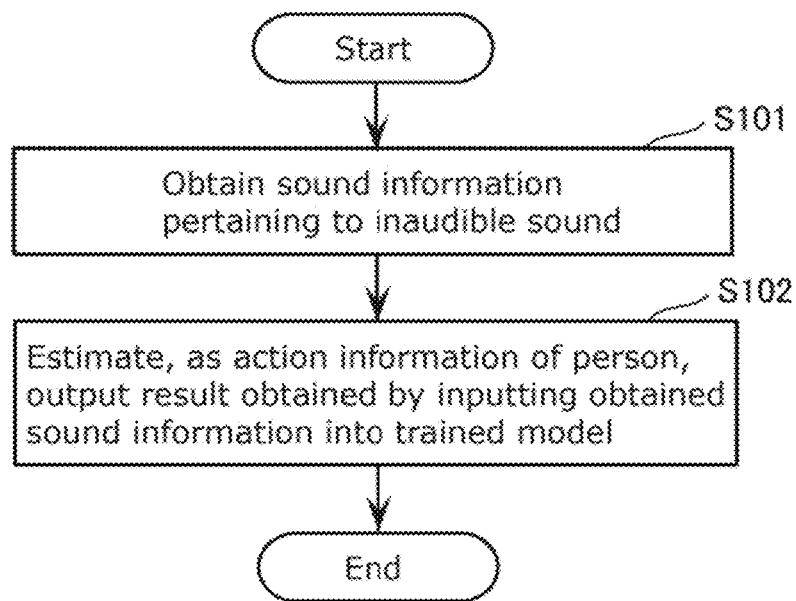 Start
S101
Obtain sound information
pertaining to inaudible sound
S102
Estimate, as action information of person,
output result obtained by inputting obtained
sound information into trained model
End